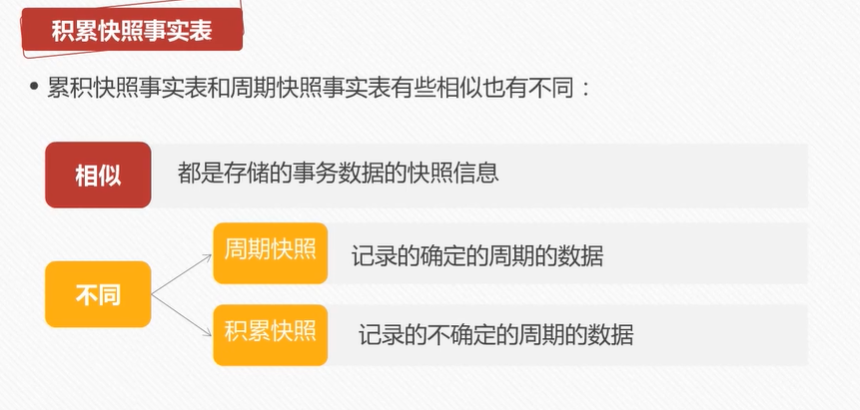 积累快照事实表
• 累积快照事实表和周期快照事实表有些相似也有不同：
相似
都是存储的事务数据的快照信息
不同
周期快照
记录的确定的周期的数据
积累快照
记录的不确定的周期的数据